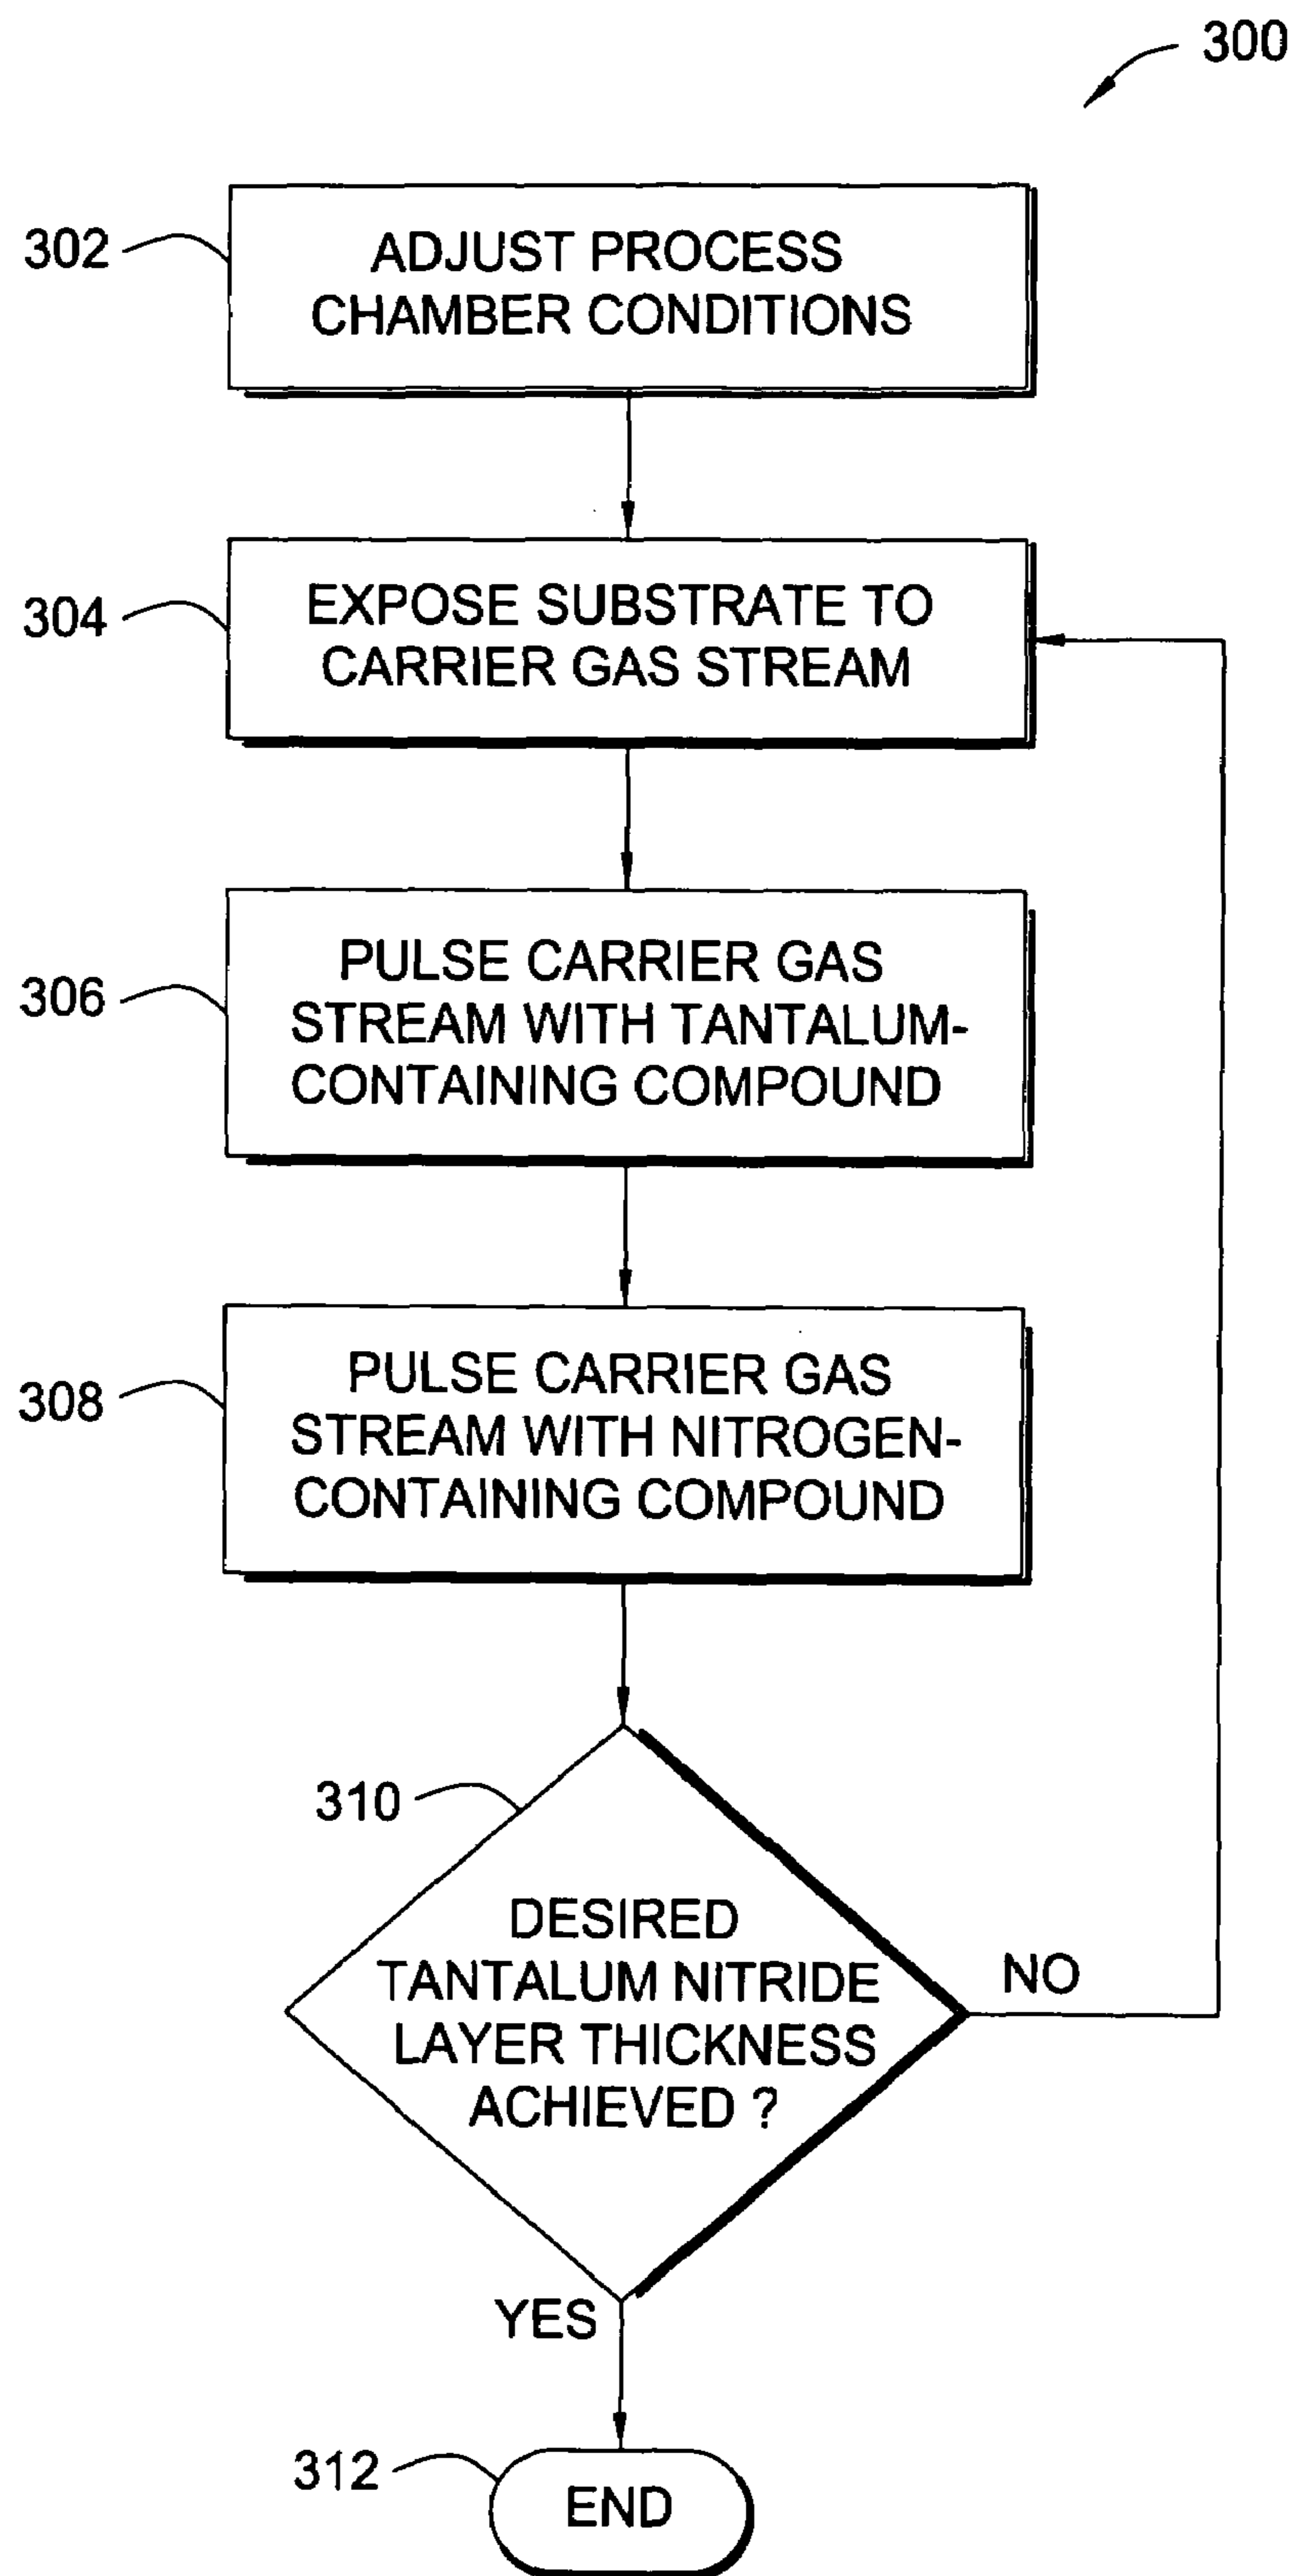 300
302
ADJUST PROCESS
CHAMBER CONDITIONS
304
EXPOSE SUBSTRATE TO
CARRIER GAS STREAM
306
PULSE CARRIER GAS
STREAM WITH TANTALUM-
CONTAINING COMPOUND
308
PULSE CARRIER GAS
STREAM WITH NITROGEN-
CONTAINING COMPOUND
310
DESIRED
TANTALUM NITRIDE
LAYER THICKNESS
ACHIEVED ?
NO
YES
312
END